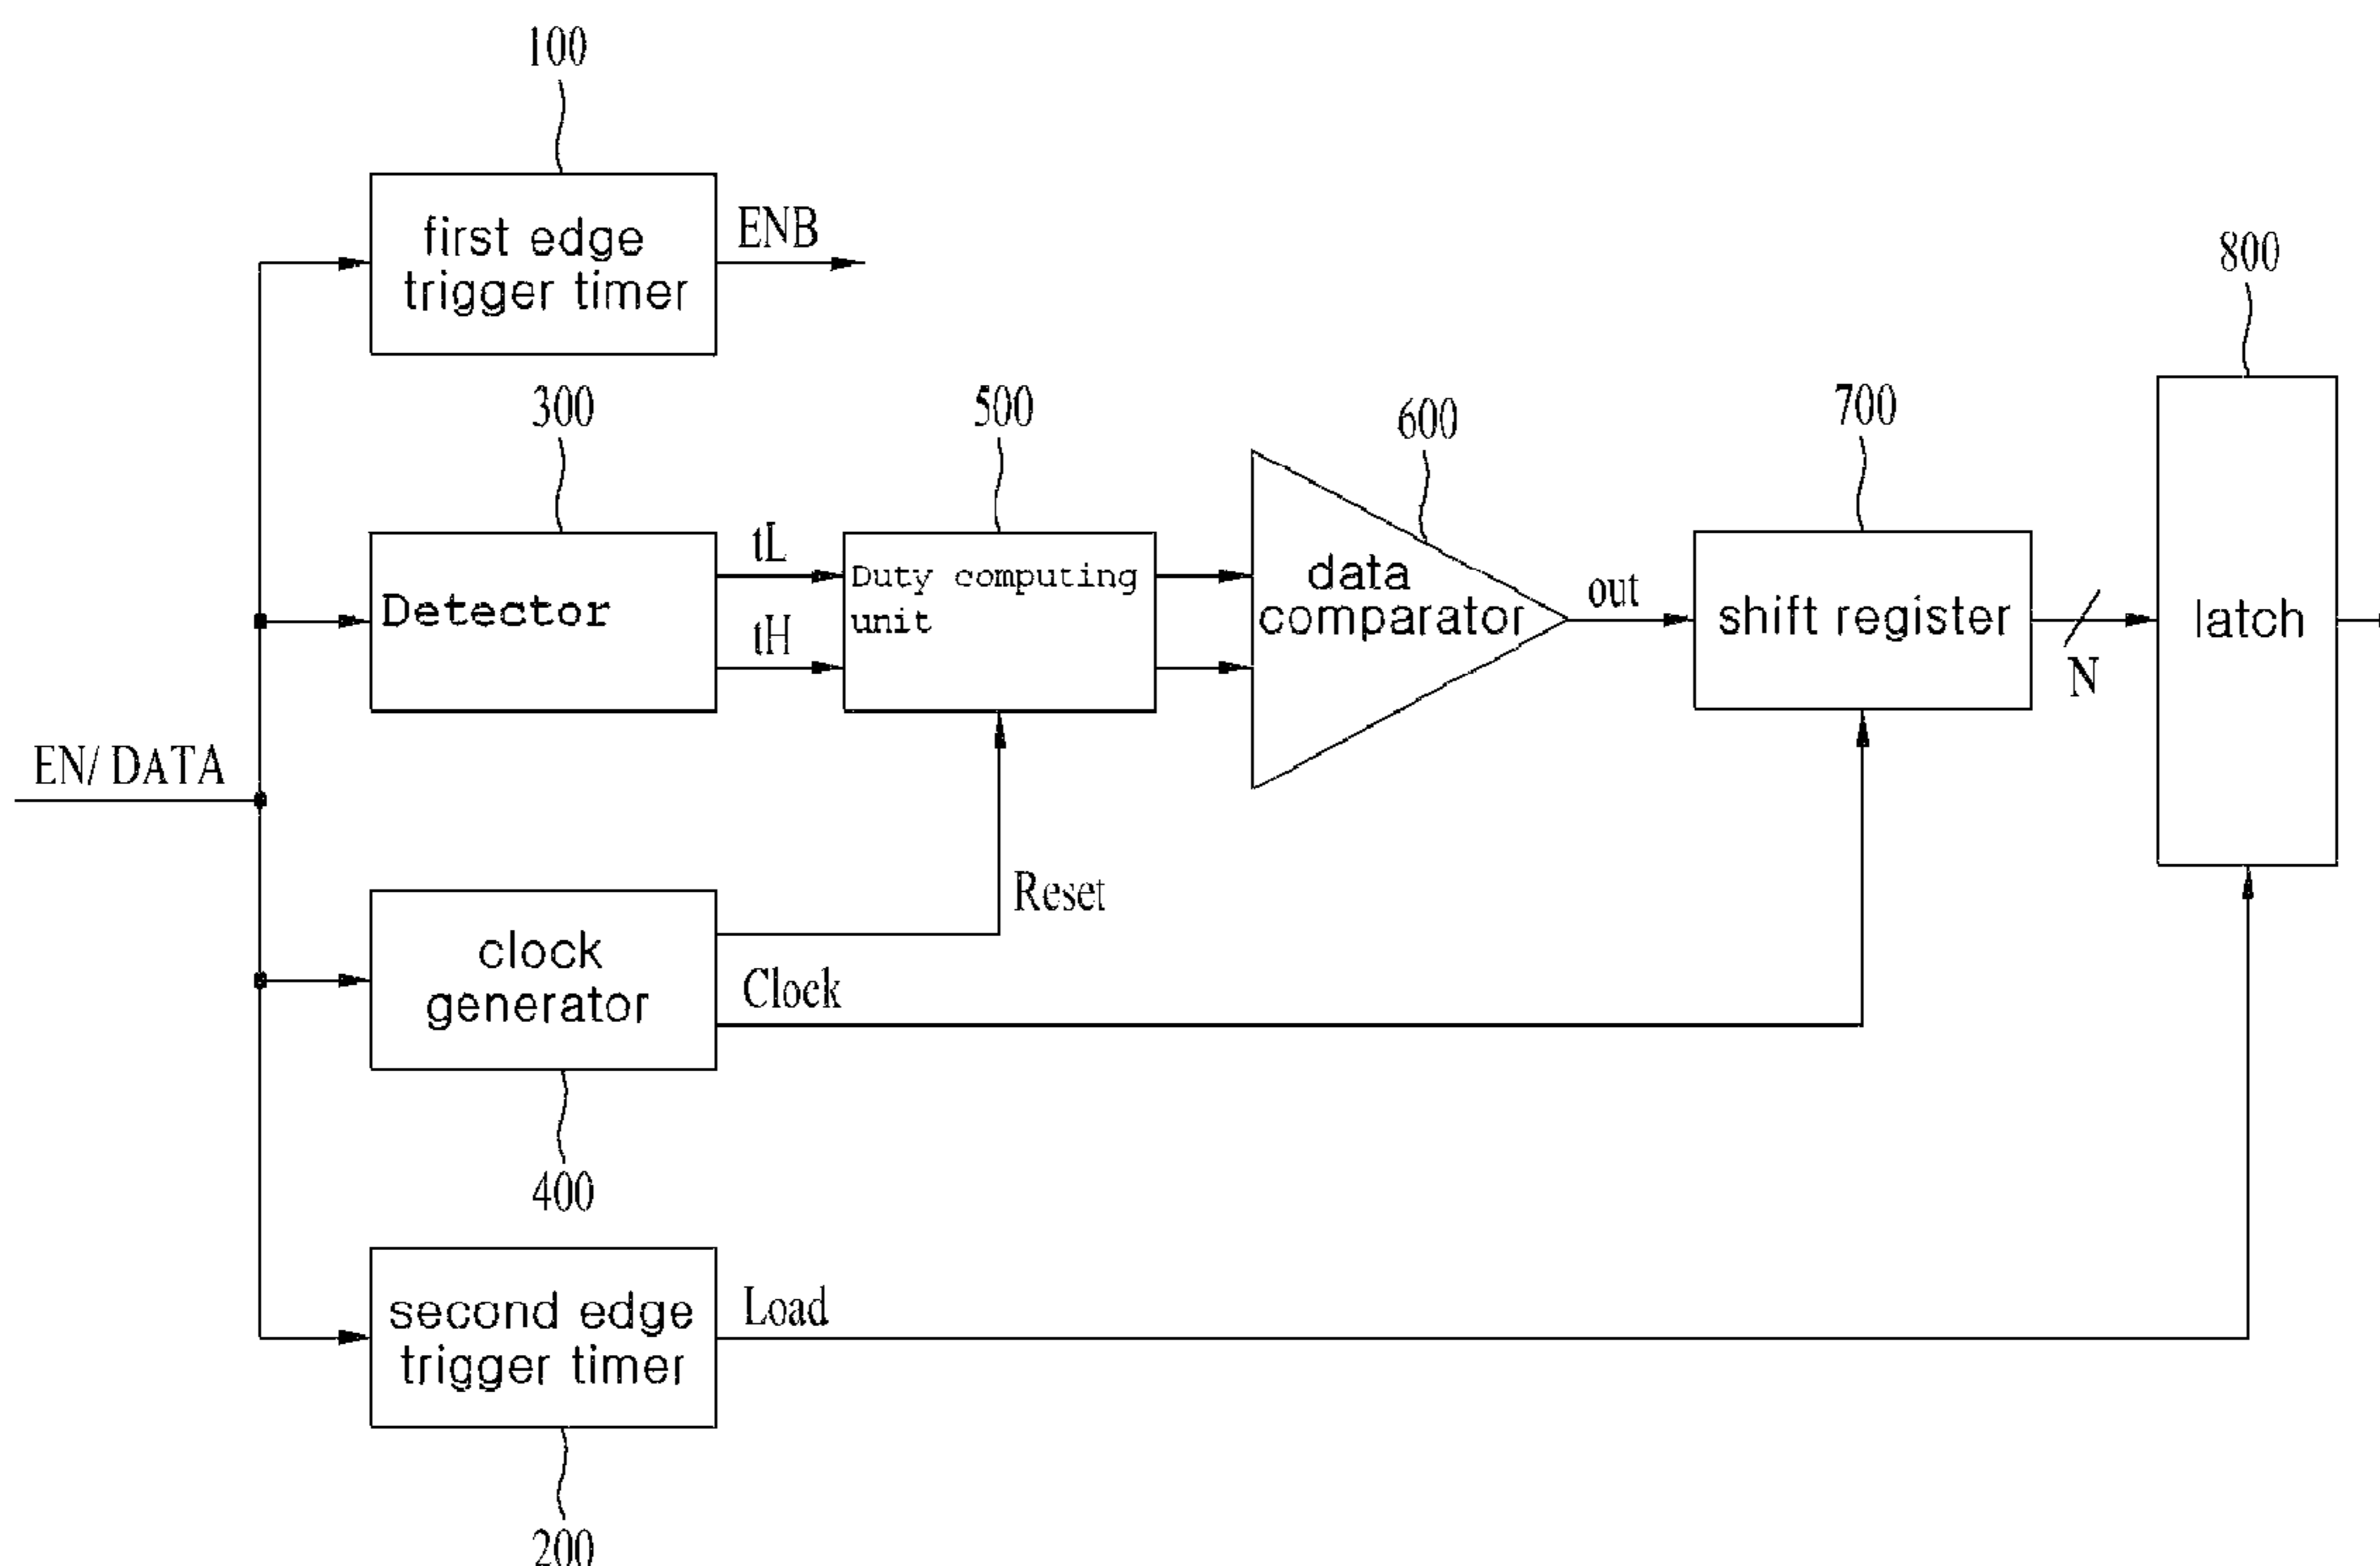 100
first edge
trigger timer
ENB
800
300
500
600
700
Detector
tL
tH
Duty computing
unit
data
comparator
out
shift register
N
latch
EN/ DATA
Reset
clock
generator
Clock
400
second edge
trigger timer
Load
200